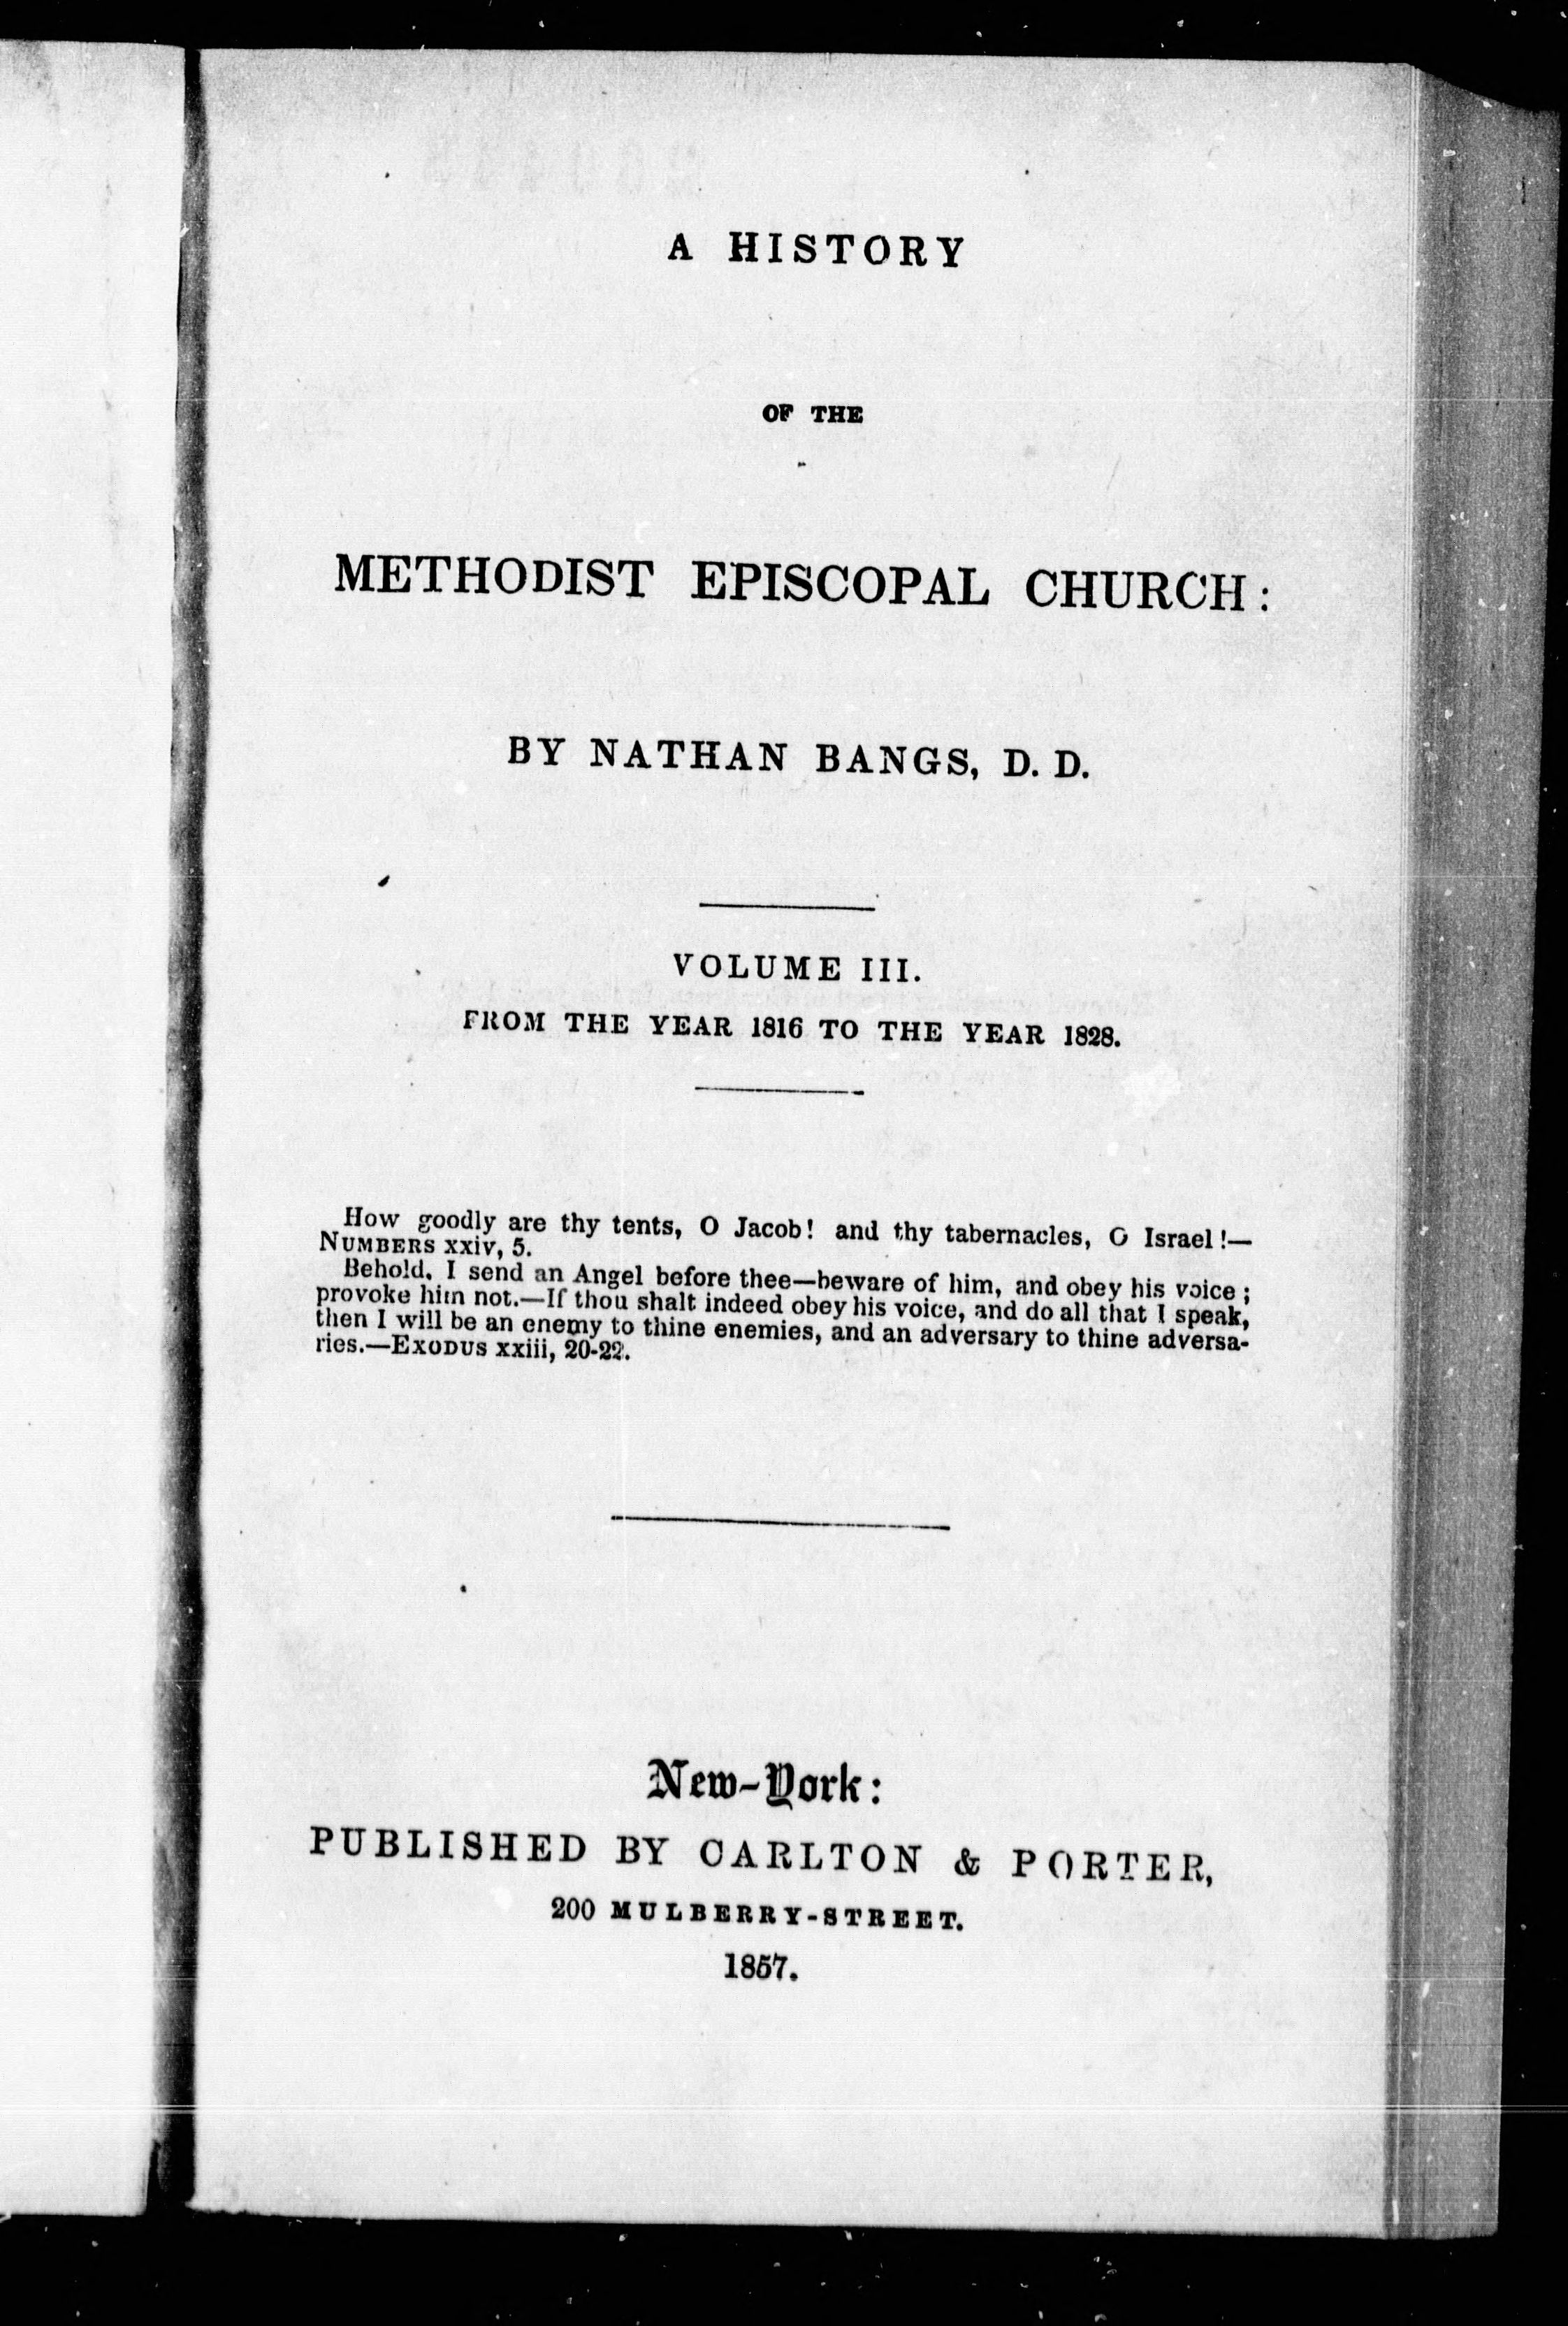 A HISTORY
OF THE
METHODIST EPISCOPAL CHURCH:
BY NATHAN BANGS, D. D.
VOLUME III.
FROM THE YEAR 1816 TO THE YEAR 1828.
How goodly are thy tents, O Jacob! and thy tabernacles, O Israel!—
NUMBERS xxiv, 5.
Behold, I send an Angel before thee—beware of him, and obey his voice;
provoke him not.—If thou shalt indeed obey his voice, and do all that I speak,
then I will be an enemy to thine enemies, and an adversary to thine adversa-
ries.—EXODUS xxiii, 20-22.
New-York:
PUBLISHED BY CARLTON & PORTER,
200 MULBERRY-STREET.
1857.